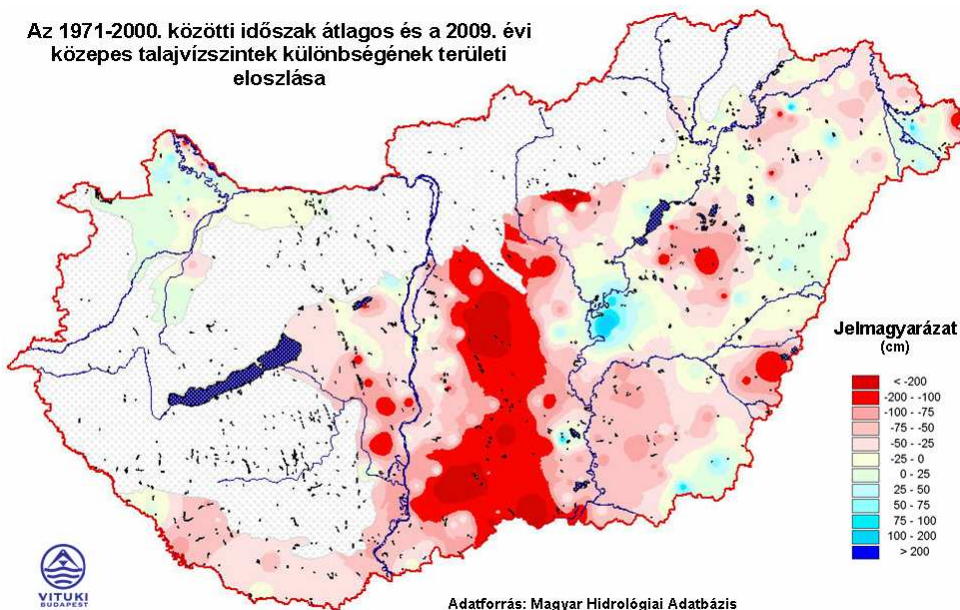 Az 1971-2000. közötti időszak átlagos és a 2009. évi
közepes talajvízszintek különbségének területi
eloszlása
Jelmagyarázat
(cm)
< -200
-200 - -100
-100 - -75
-75 - -50
-50 - -25
-25 - 0
0 - 25
25 - 50
50 - 75
75 - 100
100 - 200
> 200
VITUKI
BUDAPEST
Adatforrás: Magyar Hidrológiai Adatbázis